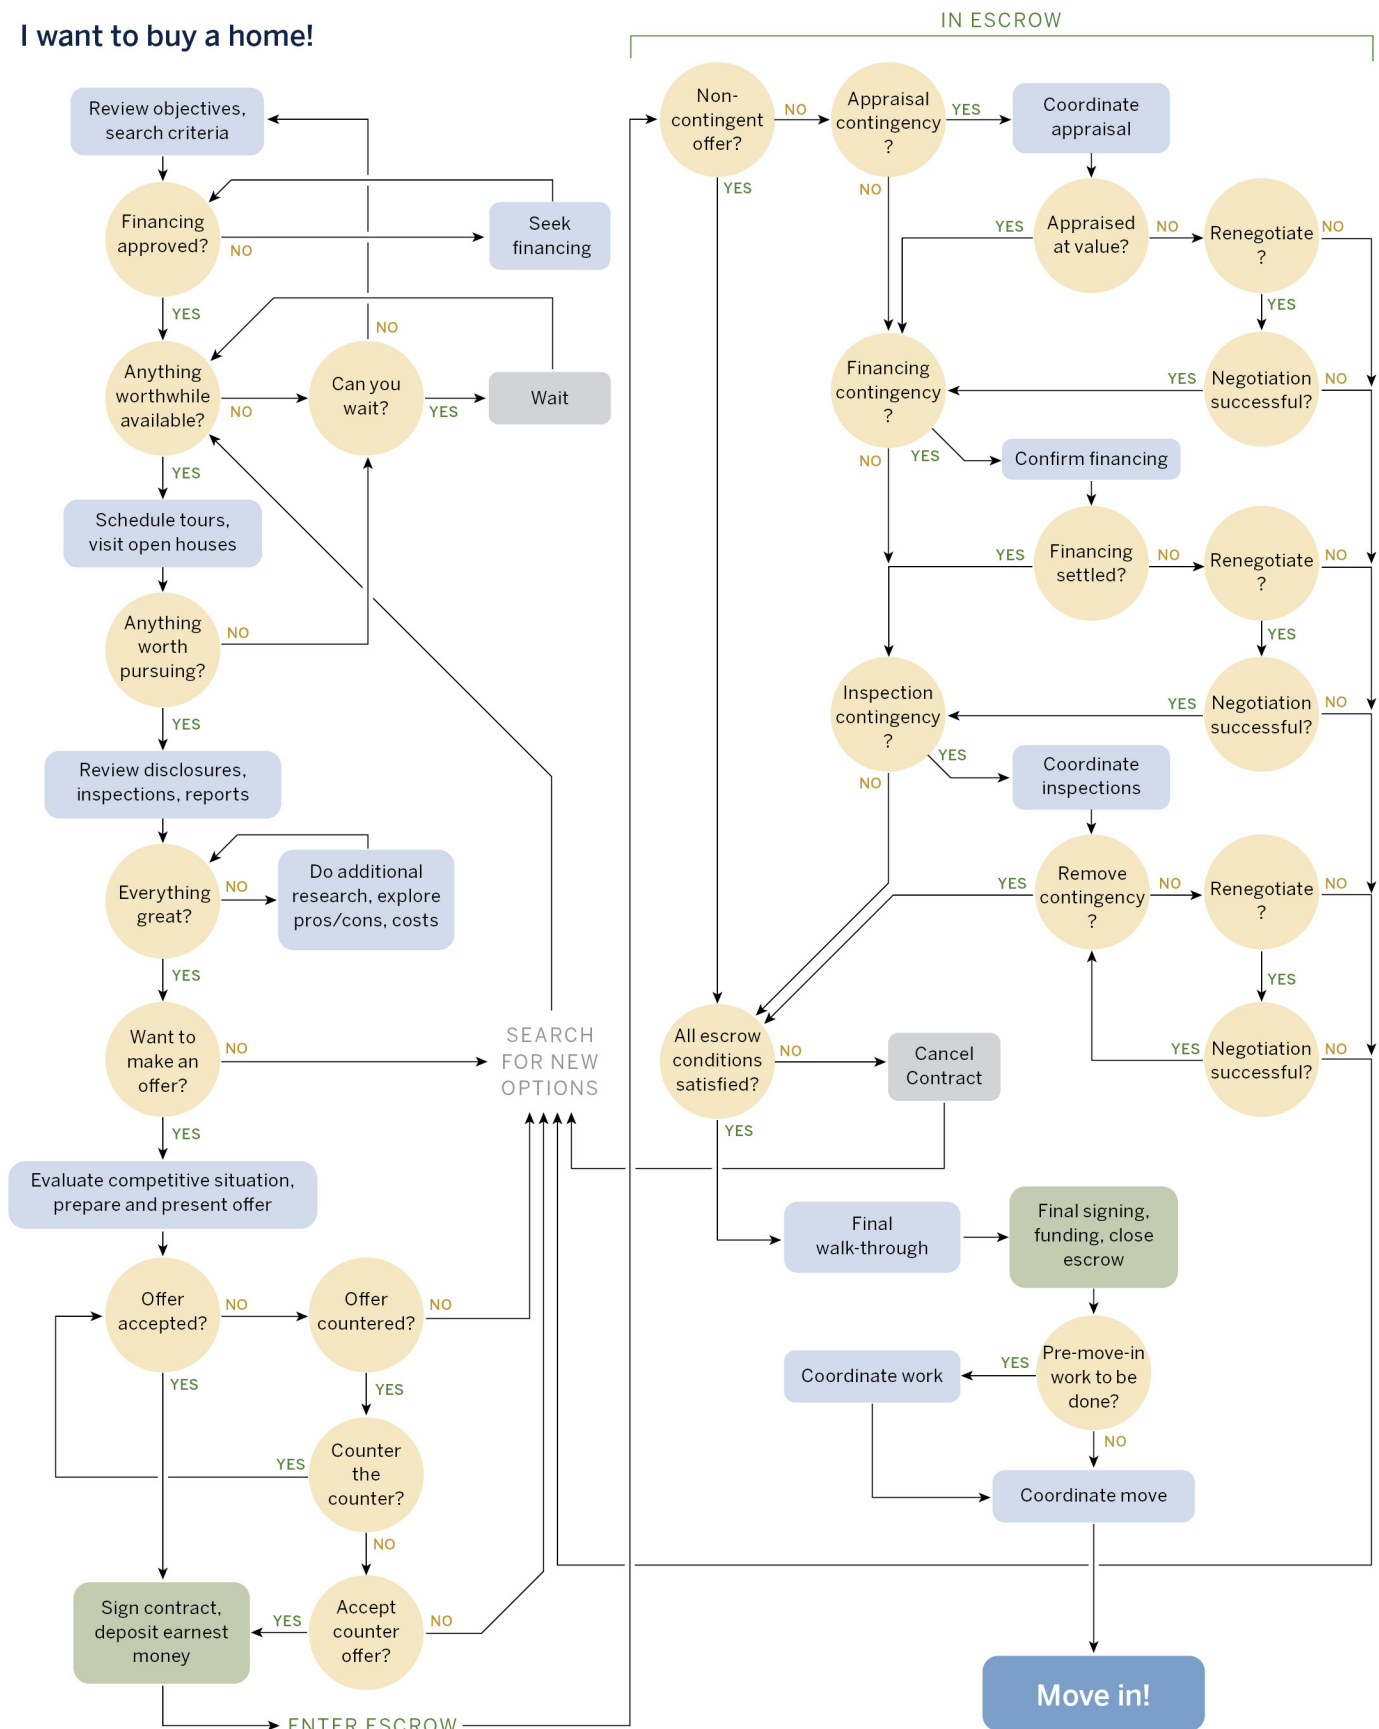 I want to buy a home!
Review objectives,
search criteria
Financing
approved?
NO
Seek
financing
YES
Anything
worthwhile
available?
NO
Can you
wait?
NO
YES
Wait
YES
Schedule tours,
visit open houses
Anything
worth
pursuing?
NO
YES
Review disclosures,
inspections, reports
Everything
great?
NO
Do additional
research, explore
pros/cons, costs
YES
Want to
make an
offer?
NO
SEARCH
FOR NEW
OPTIONS
YES
Evaluate competitive situation,
prepare and present offer
Offer
accepted?
NO
Offer
countered?
NO
YES
YES
Counter
the
counter?
YES
NO
Accept
counter
offer?
YES
NO
Sign contract,
deposit earnest
money
ENTER ESCROW
IN ESCROW
Non-
contingent
offer?
NO
YES
Appraisal
contingency
?
YES
NO
Coordinate
appraisal
Appraised
at value?
YES
NO
Renegotiate
?
NO
YES
Negotiation
successful?
YES
NO
Financing
contingency
?
NO
YES
Confirm financing
Financing
settled?
YES
NO
Renegotiate
?
NO
YES
Negotiation
successful?
YES
NO
Inspection
contingency
?
YES
NO
Coordinate
inspections
Remove
contingency
?
YES
NO
Renegotiate
?
NO
YES
Negotiation
successful?
YES
NO
All escrow
conditions
satisfied?
NO
Cancel
Contract
YES
Final
walk-through
Final signing,
funding, close
escrow
Pre-move-in
work to be
done?
YES
Coordinate work
NO
Coordinate move
Move in!